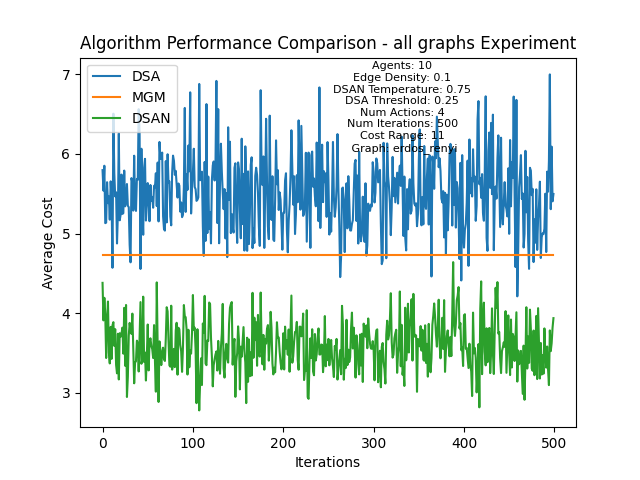 Algorithm Performance Comparison - all graphs Experiment
DSA
MGM
DSAN
Agents: 10
Edge Density: 0.1
DSAN Temperature: 0.75
DSA Threshold: 0.25
Num Actions: 4
Num Iterations: 500
Cost Range: 11
Graph: erdos_renyi
Average Cost
7
6
5
4
3
0 100 200 300 400 500
Iterations